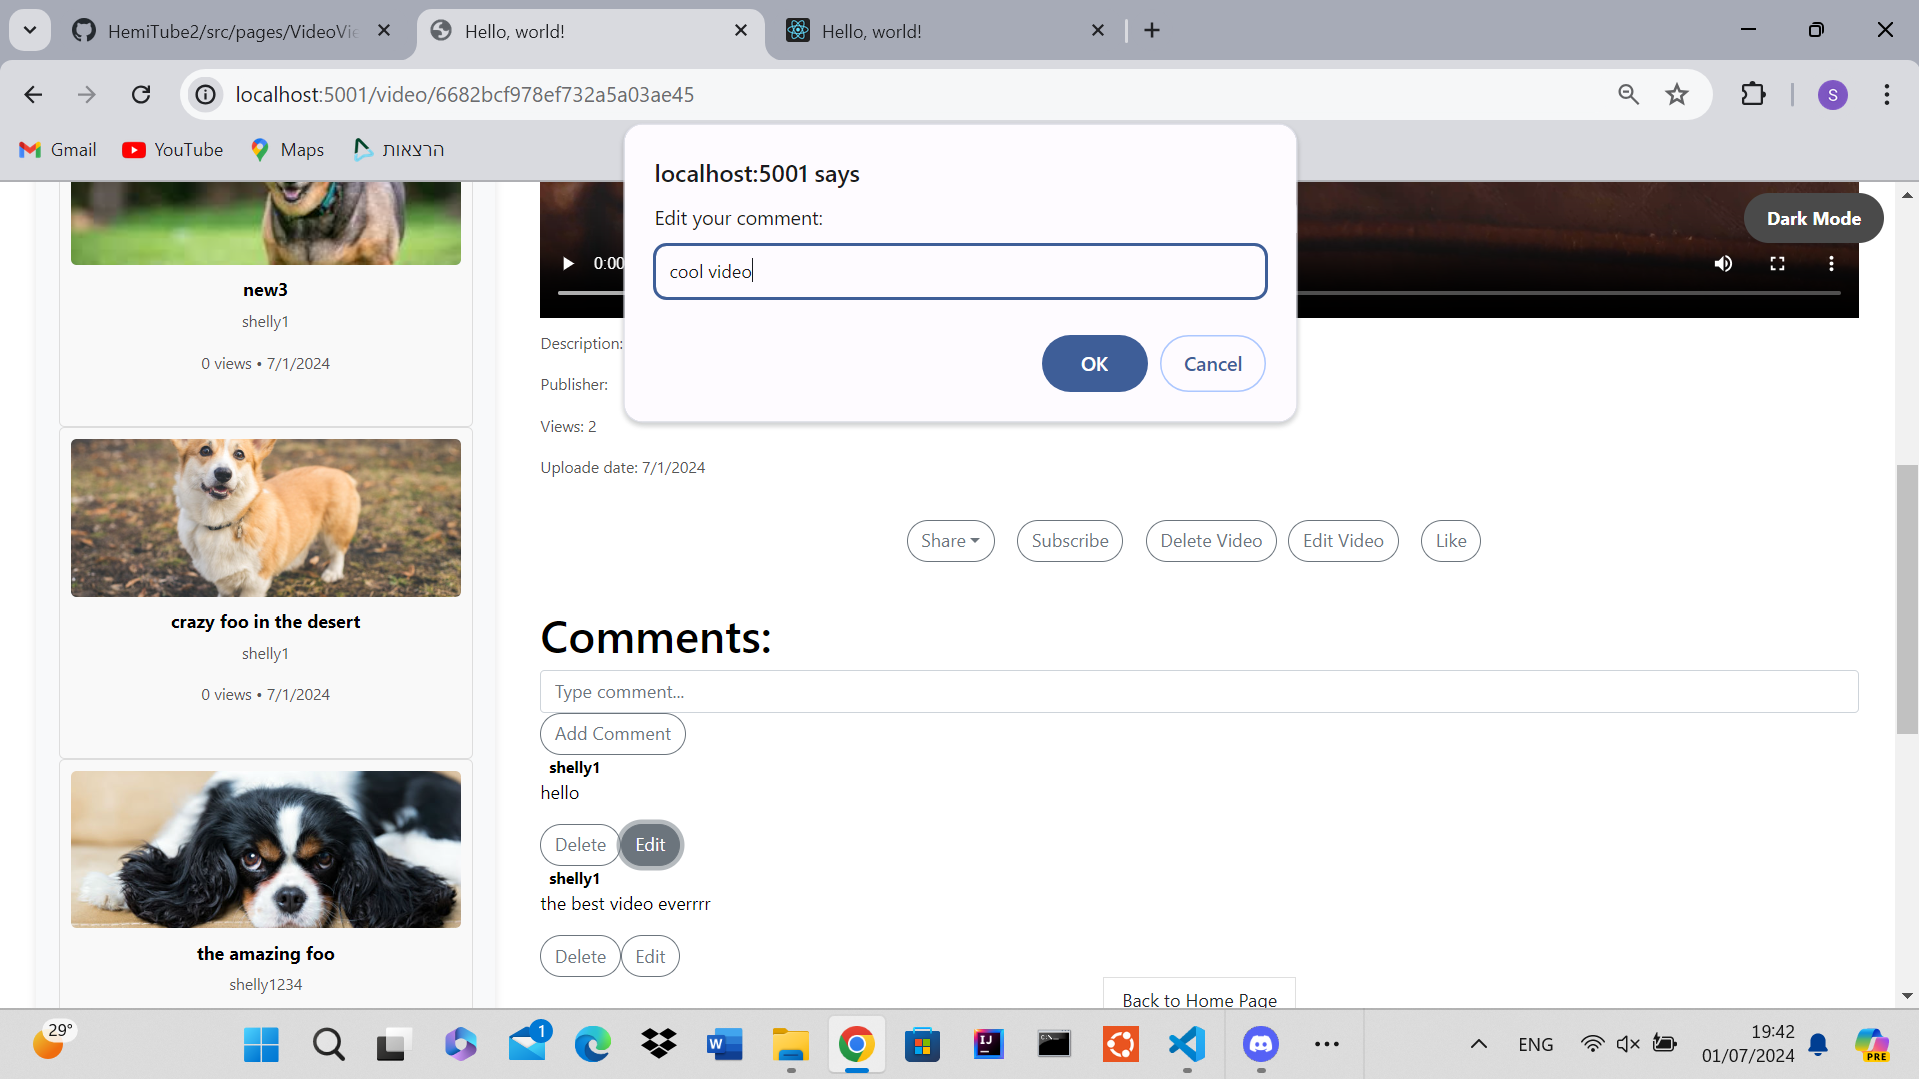 HemiTube2/src/pages/VideoVie
Hello, world!
Hello, world!
localhost:5001/video/6682bcf978ef732a5a03ae45
S
Gmail
YouTube
Maps
הרצאות
localhost:5001 says
Edit your comment:
cool video
OK
Cancel
Dark Mode
0:00
new3
shelly1
0 views • 7/1/2024
crazy foo in the desert
shelly1
0 views • 7/1/2024
the amazing foo
shelly1234
Description:
Publisher:
Views: 2
Uploade date: 7/1/2024
Share
Subscribe
Delete Video
Edit Video
Like
Comments:
Type comment...
Add Comment
shelly1
hello
Delete
Edit
shelly1
the best video everrrr
Delete
Edit
Back to Home Page
29°
1
W
IJ
C:\
ENG
19:42
01/07/2024
PRE